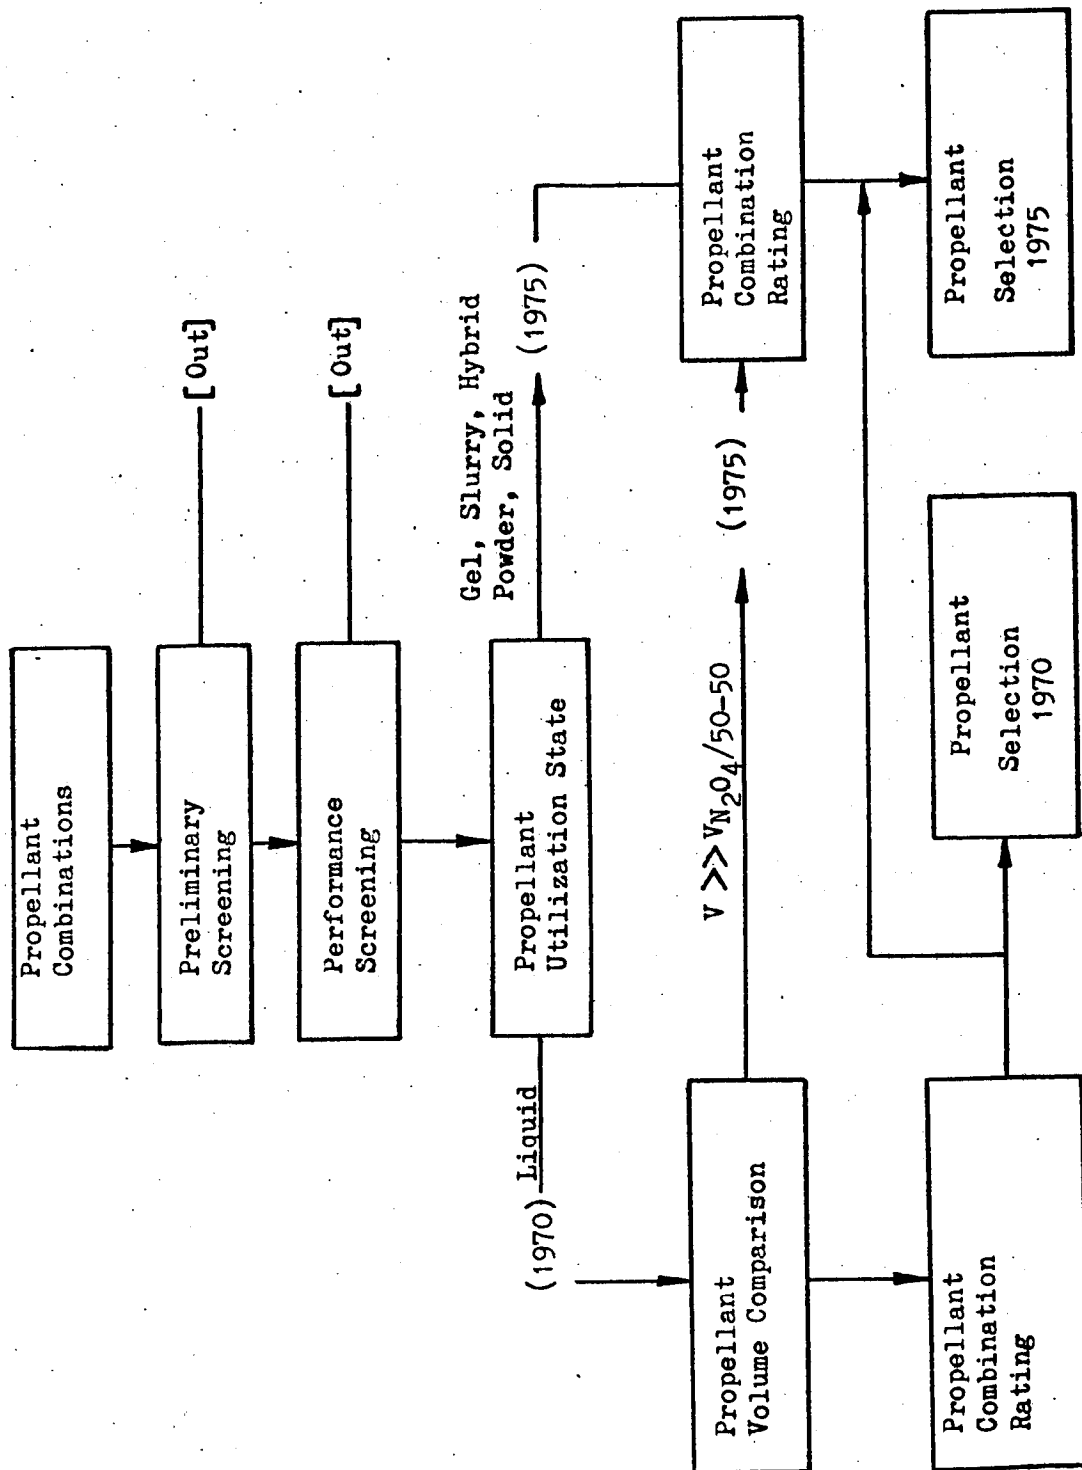 Propellant
Combinations
Preliminary
Screening
[Out]
Performance
Screening
[Out]
Propellant
Utilization State
(1970)
Liquid
Gel, Slurry, Hybrid
Powder, Solid
(1975)
Propellant
Volume Comparison
V >> V_N₂O₄/50-50
(1975)
Propellant
Combination
Rating
Propellant
Combination
Rating
Propellant
Selection
1970
Propellant
Selection
1975